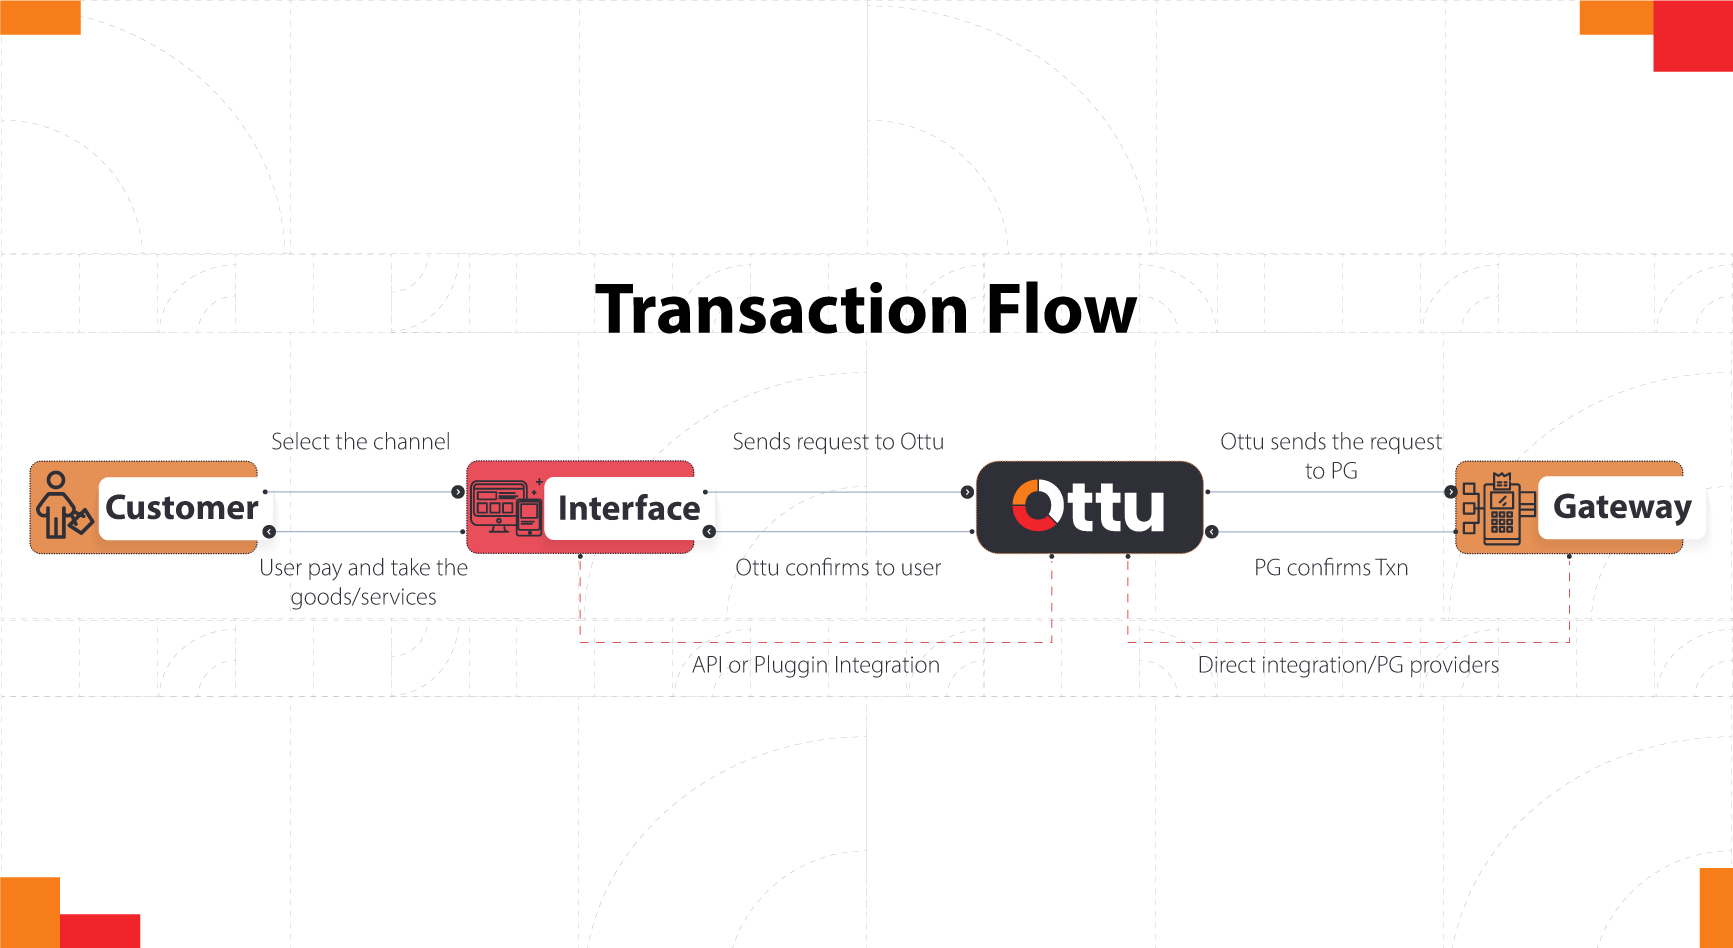 Transaction Flow
Select the channel
Sends request to Ottu
Ottu sends the request
to PG
Customer
Interface
Ottu
Gateway
User pay and take the
goods/services
Ottu confirms to user
PG confirms Txn
API or Pluggin Integration
Direct integration/PG providers